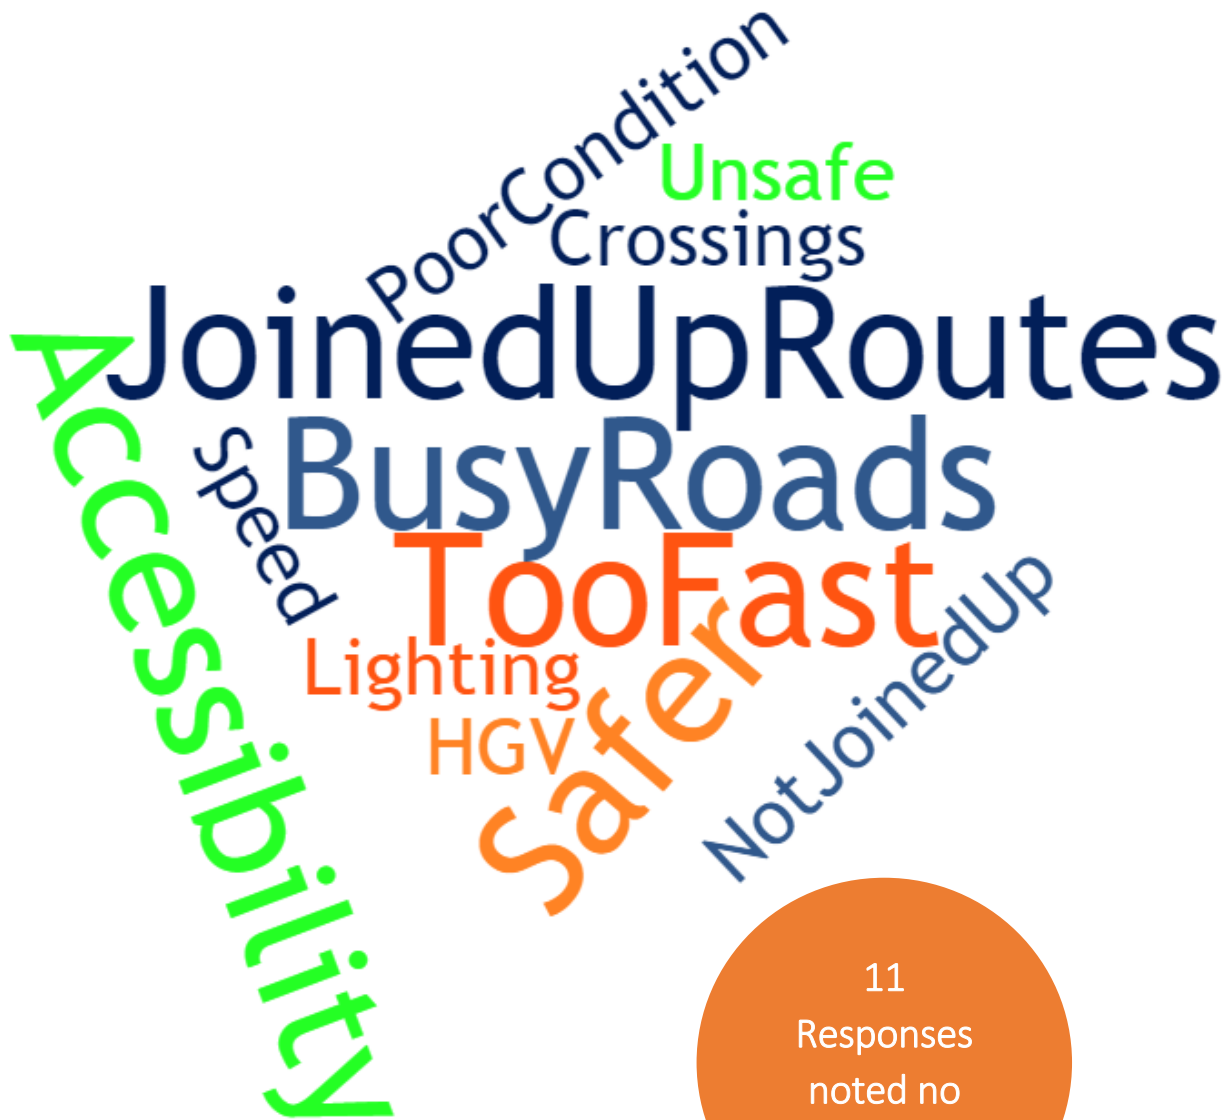 PoorCondition
Unsafe
Crossings
JoinedUpRoutes
Accessibility
Speed
BusyRoads
TooFast
Lighting
Safer
HGV
NotJoinedUp
11
Responses
noted no